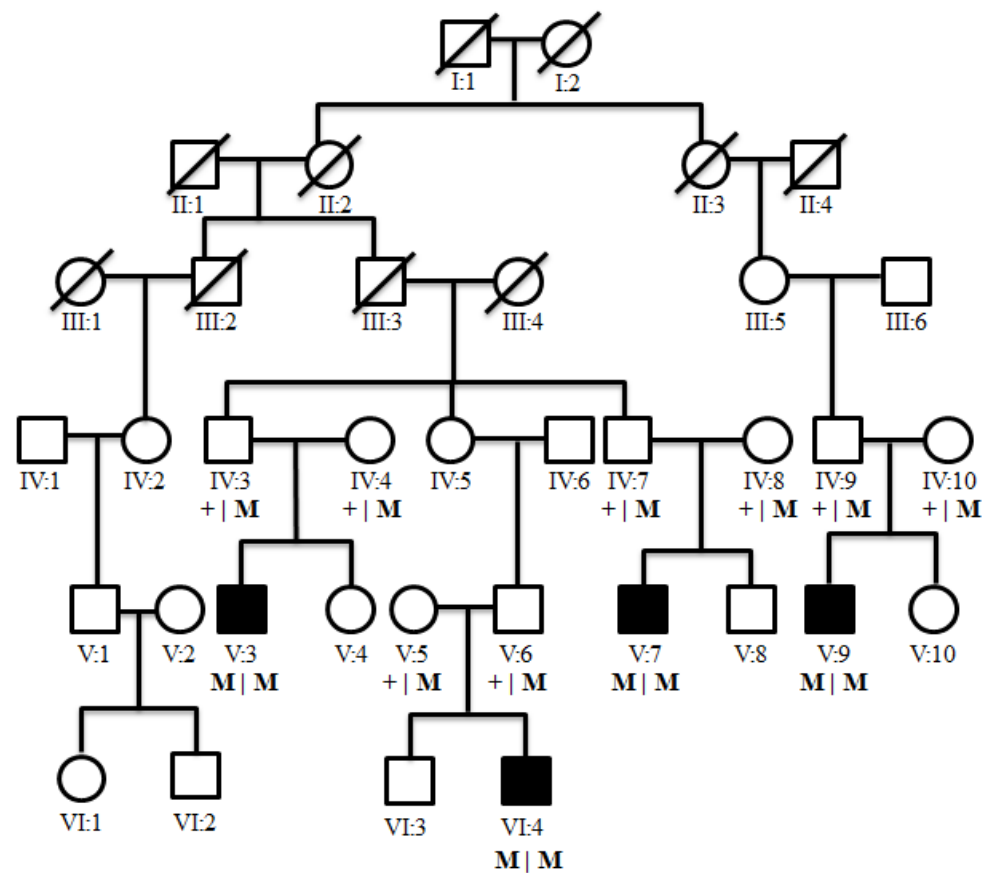 I:1 I:2
II:1 II:2 II:3 II:4
III:1 III:2 III:3 III:4 III:5 III:6
IV:1 IV:2 IV:3 IV:4 IV:5 IV:6 IV:7 IV:8 IV:9 IV:10
+ | M + | M + | M + | M + | M + | M
V:1 V:2 V:3 V:4 V:5 V:6 V:7 V:8 V:9 V:10
M | M + | M + | M M | M M | M
VI:1 VI:2 VI:3 VI:4
M | M